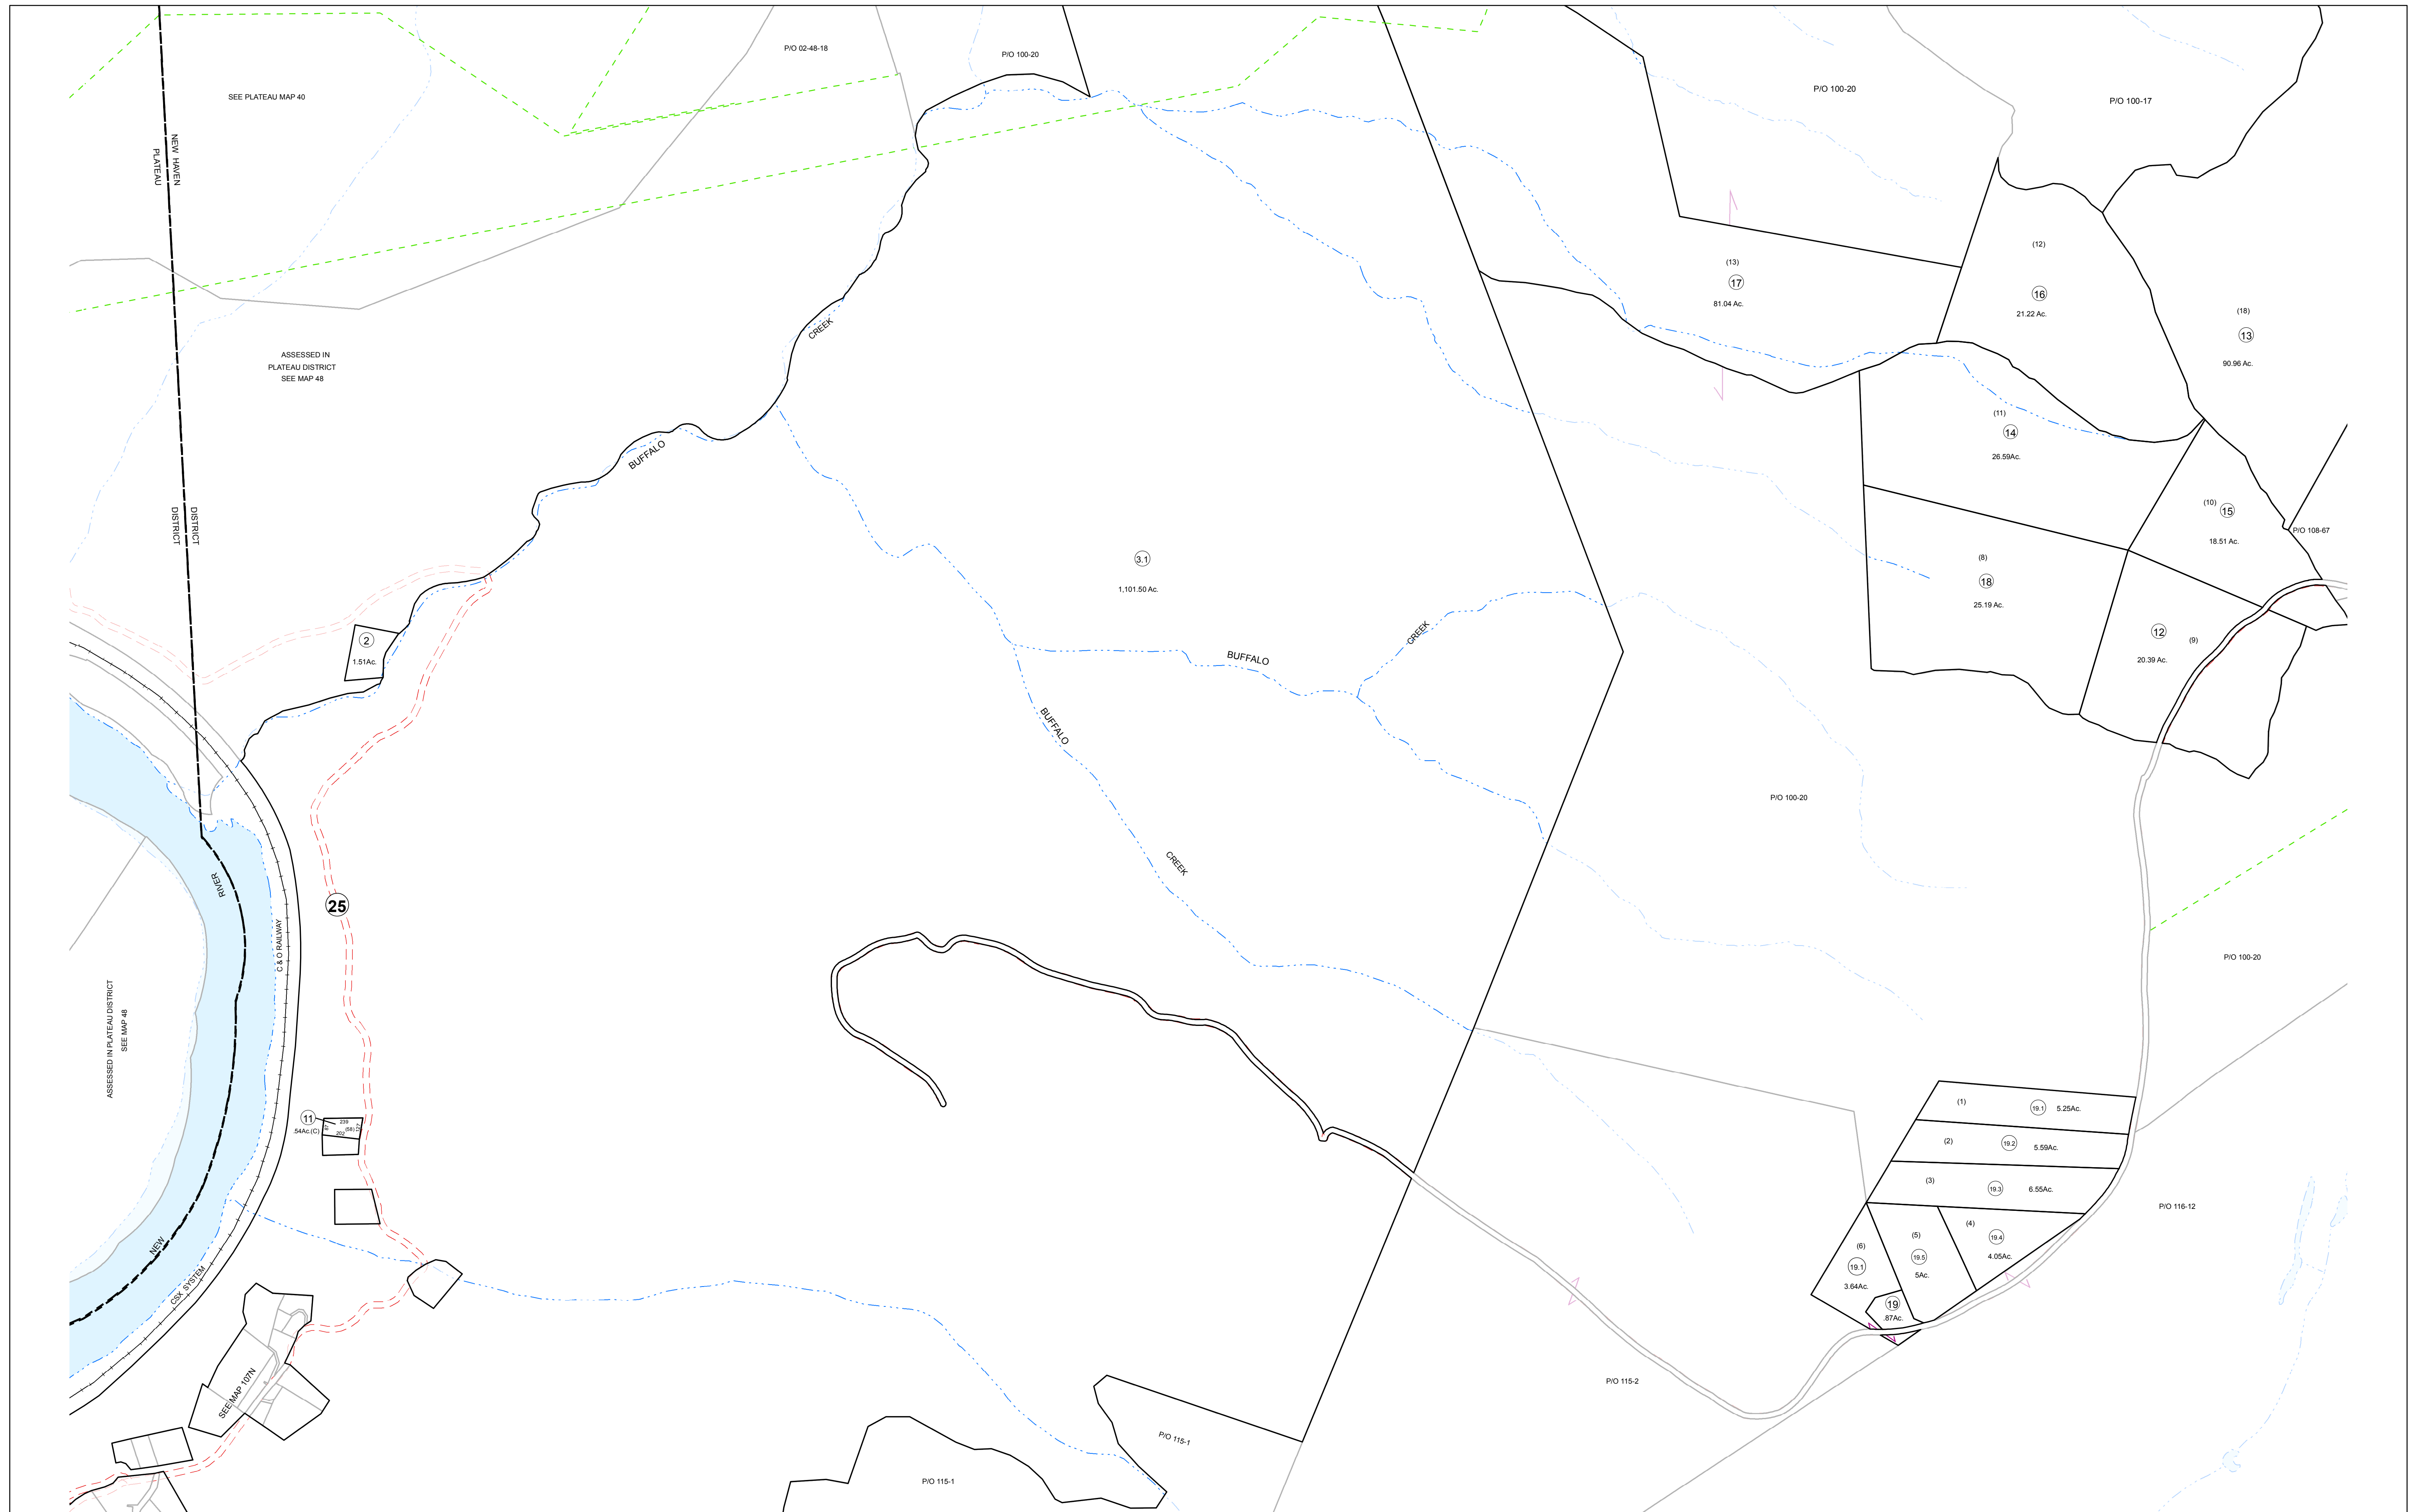 P/O 02-48-18
P/O 100-20
P/O 100-20
P/O 100-17
SEE PLATEAU MAP 40
NEW HAVEN
PLATEAU
(12)
(13)
17
81.04 Ac.
16
21.22 Ac.
(18)
13
90.96 Ac.
CREEK
ASSESSED IN
PLATEAU DISTRICT
SEE MAP 48
(11)
14
26.59Ac.
BUFFALO
DISTRICT
DISTRICT
(10)
15
18.51 Ac.
P/O 108-67
3.1
1,101.50 Ac.
(8)
18
25.19 Ac.
2
1.51Ac.
CREEK
BUFFALO
12
(9)
20.39 Ac.
BUFFALO
P/O 100-20
CREEK
RIVER
25
C & O RAILWAY
P/O 100-20
ASSESSED IN PLATEAU DISTRICT
SEE MAP 48
11
.54Ac.(C)
87
239
(58)
127
202
(1)
19.1
5.25Ac.
(2)
19.2
5.59Ac.
(3)
19.3
6.55Ac.
P/O 116-12
(4)
19.4
4.05Ac.
(5)
19.5
5Ac.
(6)
19.1
3.64Ac.
19
.87Ac.
NEW
CSX SYSTEM
SEE MAP 107N
P/O 115-2
P/O 115-1
P/O 115-1